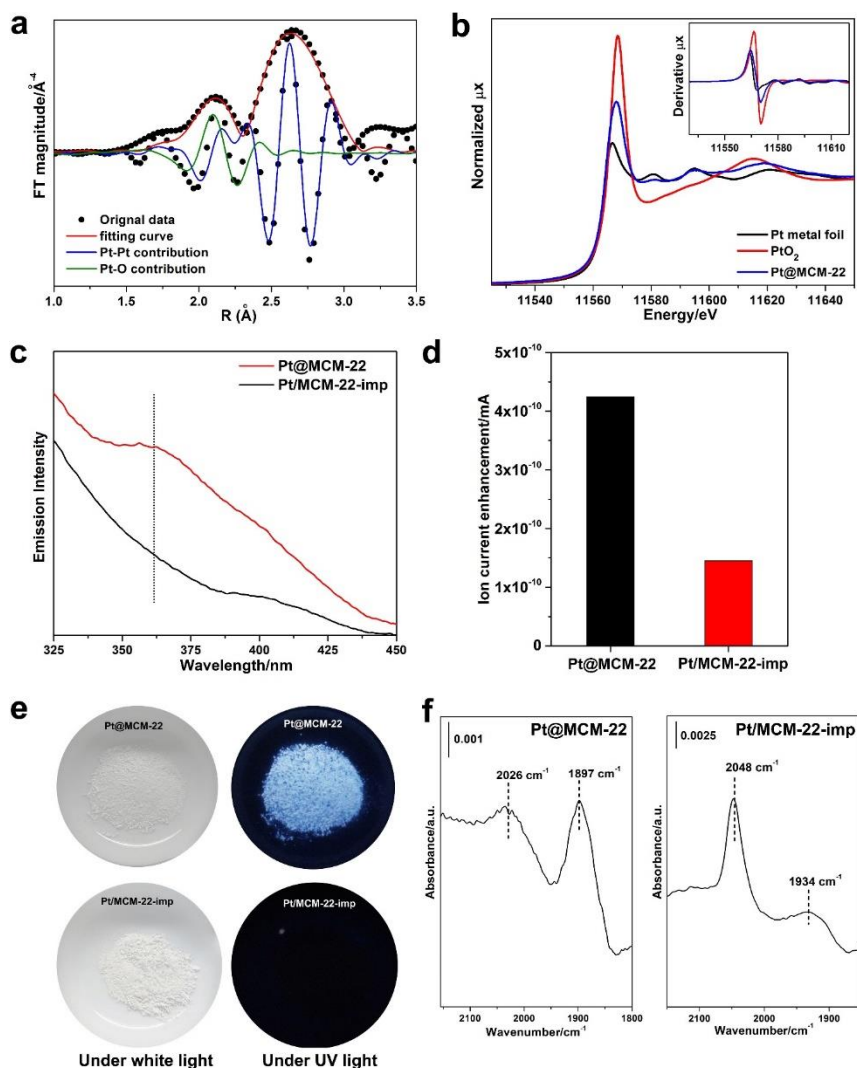 a
FT magnitude/Å⁻⁴
Orignal data
fitting curve
Pt-Pt contribution
Pt-O contribution
1.0 1.5 2.0 2.5 3.0 3.5
R (Å)
b
Normalized μx
Derivative μx
11550 11580 11610
Pt metal foil
PtO₂
Pt@MCM-22
11540 11560 11580 11600 11620 11640
Energy/eV
c
Emission Intensity
Pt@MCM-22
Pt/MCM-22-imp
325 350 375 400 425 450
Wavelength/nm
d
Ion current enhancement/mA
5x10⁻¹⁰
4x10⁻¹⁰
3x10⁻¹⁰
2x10⁻¹⁰
1x10⁻¹⁰
0
Pt@MCM-22 Pt/MCM-22-imp
e
Pt@MCM-22 Pt@MCM-22
Pt/MCM-22-imp Pt/MCM-22-imp
Under white light Under UV light
f
0.001
Pt@MCM-22
2026 cm⁻¹ 1897 cm⁻¹
Absorbance/a.u.
2100 2000 1900 1800
Wavenumber/cm⁻¹
0.0025
Pt/MCM-22-imp
2048 cm⁻¹
1934 cm⁻¹
Absorbance/a.u.
2100 2000 1900
Wavenumber/cm⁻¹